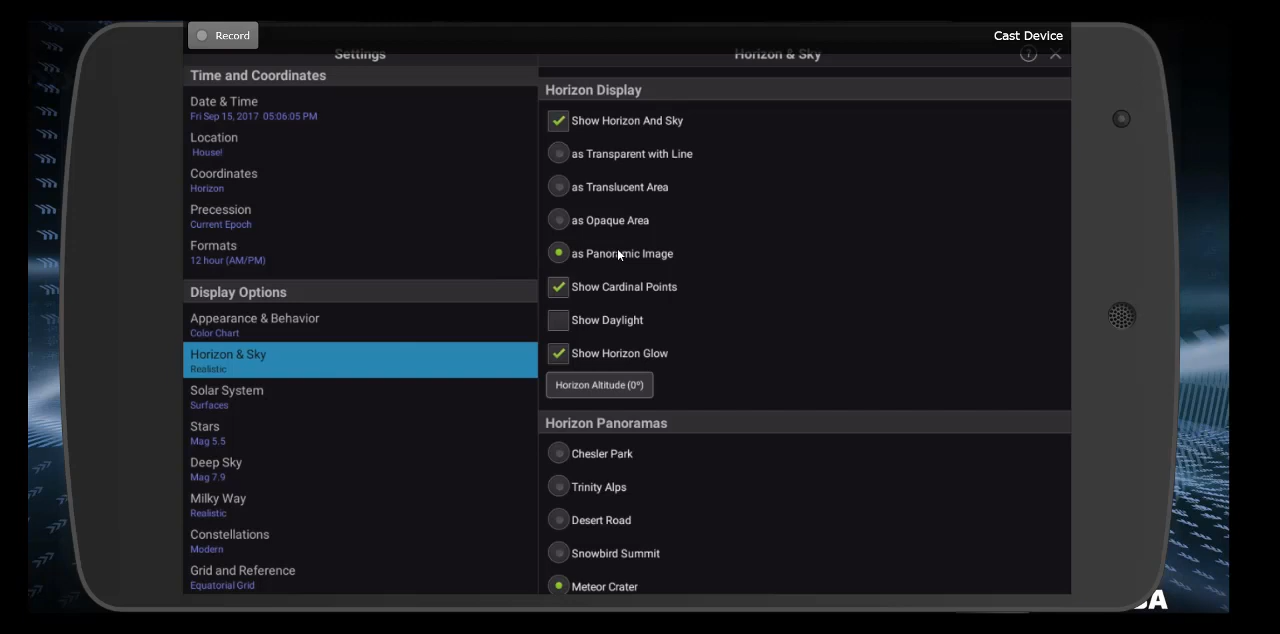 Record
Cast Device
Settings
Horizon & Sky
Time and Coordinates
Date & Time
Fri Sep 15, 2017 05:06:05 PM
Location
House!
Coordinates
Horizon
Precession
Current Epoch
Formats
12 hour (AM/PM)
Display Options
Appearance & Behavior
Color Chart
Horizon & Sky
Realistic
Solar System
Surfaces
Stars
Mag 5.5
Deep Sky
Mag 7.9
Milky Way
Realistic
Constellations
Modern
Grid and Reference
Equatorial Grid
Horizon Display
Show Horizon And Sky
as Transparent with Line
as Translucent Area
as Opaque Area
as Panoramic Image
Show Cardinal Points
Show Daylight
Show Horizon Glow
Horizon Altitude (0°)
Horizon Panoramas
Chesler Park
Trinity Alps
Desert Road
Snowbird Summit
Meteor Crater